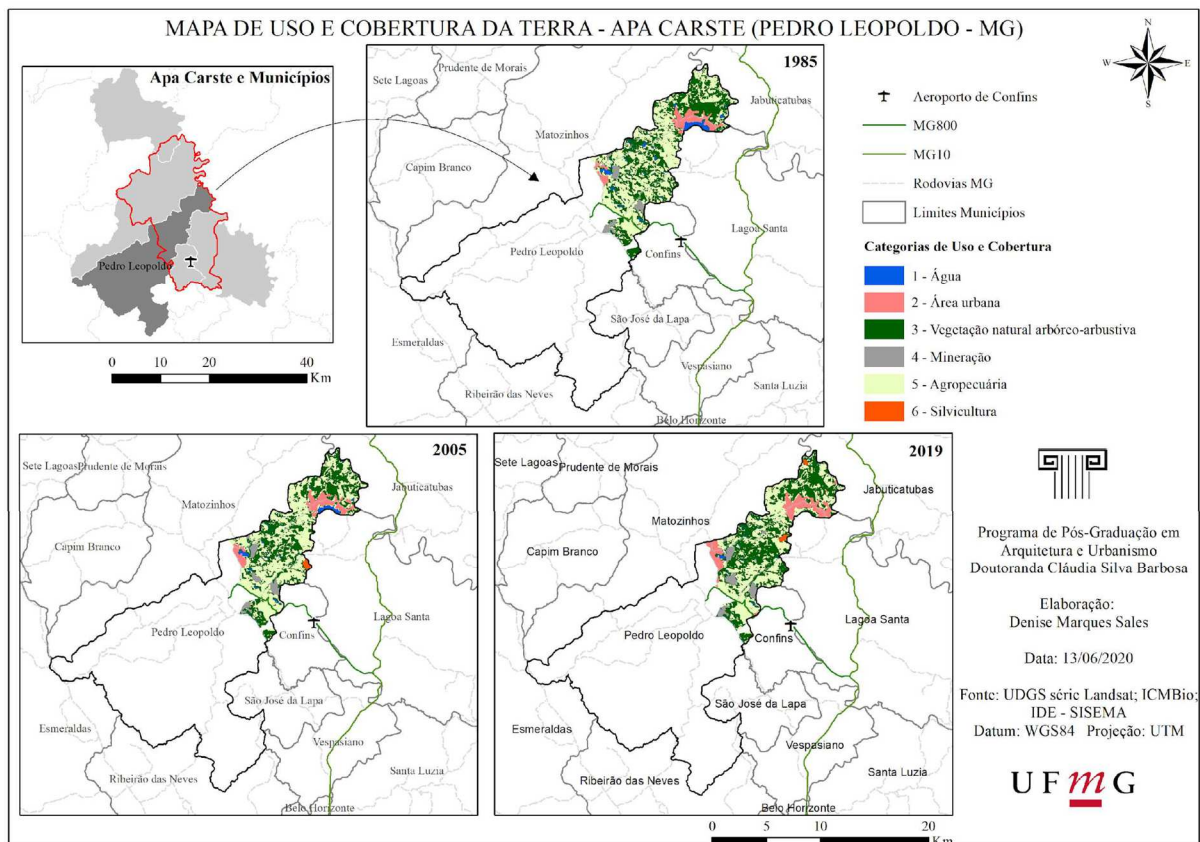 MAPA DE USO E COBERTURA DA TERRA - APA CARSTE (PEDRO LEOPOLDO - MG)
Apa Carste e Municípios
Pedro Leopoldo
0 10 20 40
Km
1985
Sete Lagoas
Prudente de Morais
Jabuticatubas
Matozinhos
Capim Branco
Lagoa Santa
Pedro Leopoldo
Confins
São José da Lapa
Esmeraldas
Vespasiano
Santa Luzia
Ribeirão das Neves
Belo Horizonte
N
W E
S
Aeroporto de Confins
MG800
MG10
Rodovias MG
Limites Municípios
Categorias de Uso e Cobertura
1 - Água
2 - Área urbana
3 - Vegetação natural arbóreo-arbustiva
4 - Mineração
5 - Agropecuária
6 - Silvicultura
2005
Sete Lagoas
Prudente de Morais
Jabuticatubas
Matozinhos
Capim Branco
Lagoa Santa
Pedro Leopoldo
Confins
São José da Lapa
Esmeraldas
Vespasiano
Santa Luzia
Ribeirão das Neves
Belo Horizonte
2019
Sete Lagoas
Prudente de Morais
Jabuticatubas
Matozinhos
Capim Branco
Lagoa Santa
Pedro Leopoldo
Confins
São José da Lapa
Esmeraldas
Vespasiano
Santa Luzia
Ribeirão das Neves
Belo Horizonte
0 5 10 20
Km
Programa de Pós-Graduação em
Arquitetura e Urbanismo
Doutoranda Cláudia Silva Barbosa
Elaboração:
Denise Marques Sales
Data: 13/06/2020
Fonte: UDGS série Landsat; ICMBio;
IDE - SISEMA
Datum: WGS84 Projeção: UTM
UFmG